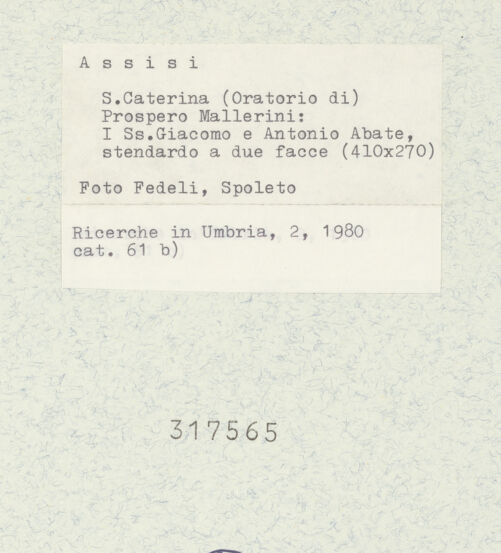 A s s i s i
S.Caterina (Oratorio di)
Prospero Mallerini:
I Ss.Giacomo e Antonio Abate,
stendardo a due facce (410x270)
Foto Fedeli, Spoleto
Ricerche in Umbria, 2, 1980
cat. 61 b)
317565